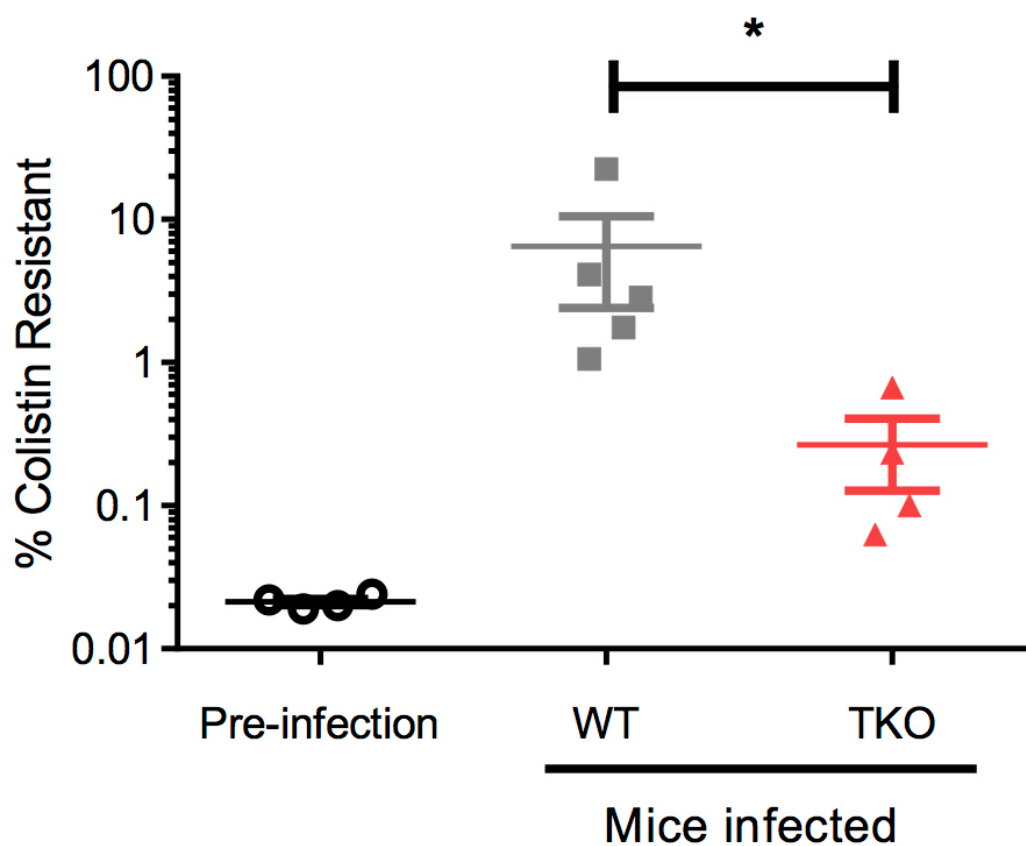 *
100
10
1
0.1
0.01
% Colistin Resistant
Pre-infection WT TKO
Mice infected